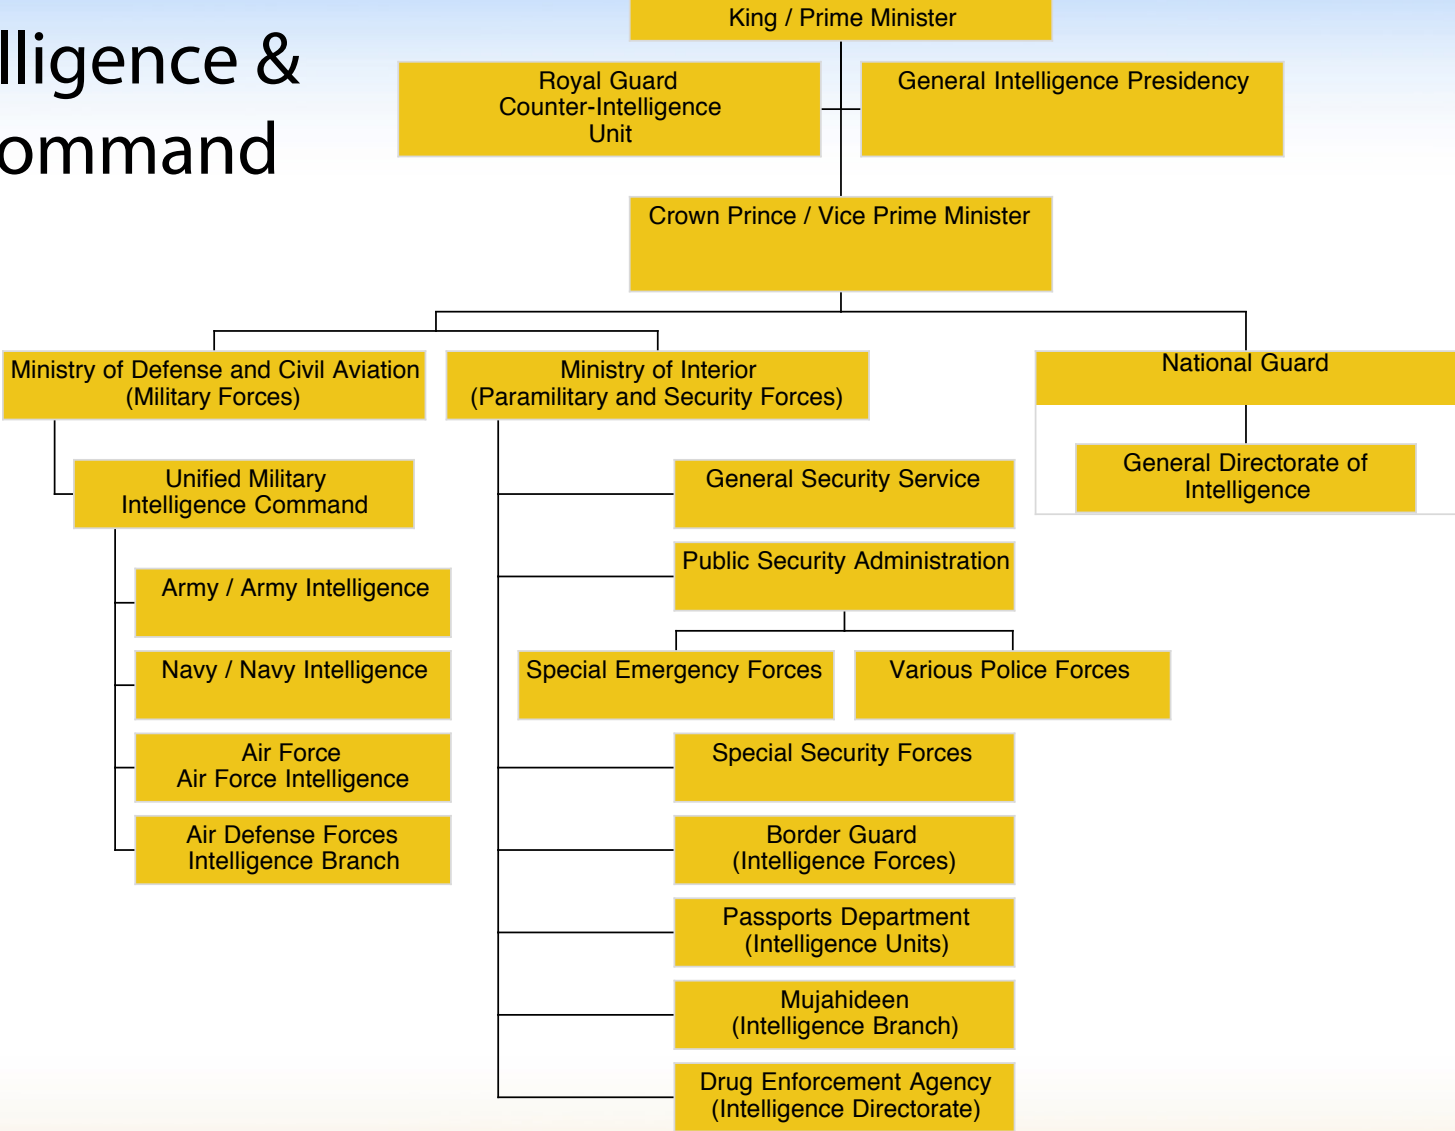 lligence &
ommand
King / Prime Minister
Royal Guard
Counter-Intelligence
Unit
General Intelligence Presidency
Crown Prince / Vice Prime Minister
Ministry of Defense and Civil Aviation
(Military Forces)
Ministry of Interior
(Paramilitary and Security Forces)
National Guard
Unified Military
Intelligence Command
General Security Service
General Directorate of
Intelligence
Public Security Administration
Army / Army Intelligence
Special Emergency Forces
Various Police Forces
Navy / Navy Intelligence
Air Force
Air Force Intelligence
Special Security Forces
Air Defense Forces
Intelligence Branch
Border Guard
(Intelligence Forces)
Passports Department
(Intelligence Units)
Mujahideen
(Intelligence Branch)
Drug Enforcement Agency
(Intelligence Directorate)